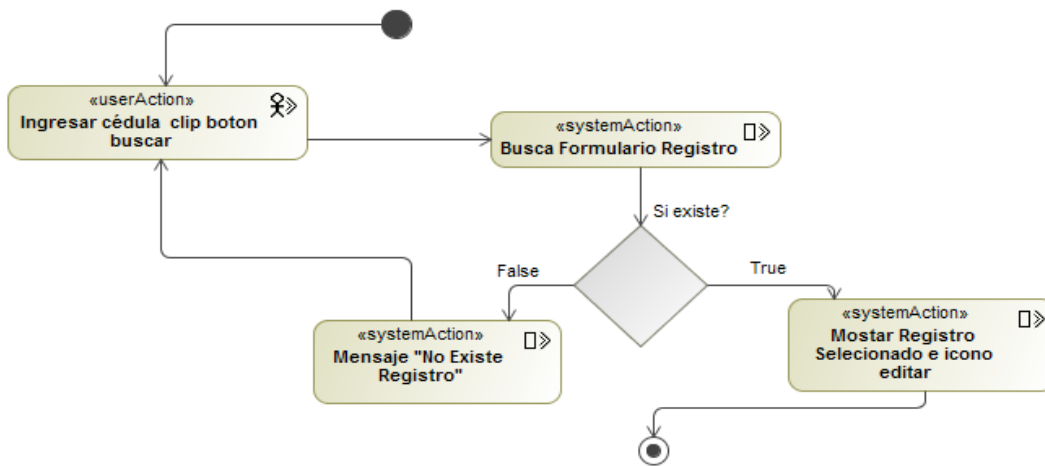 «userAction»
Ingresar cédula clip boton
buscar
«systemAction»
Busca Formulario Registro
Si existe?
False
True
«systemAction»
Mensaje "No Existe
Registro"
«systemAction»
Mostar Registro
Selecionado e icono
editar